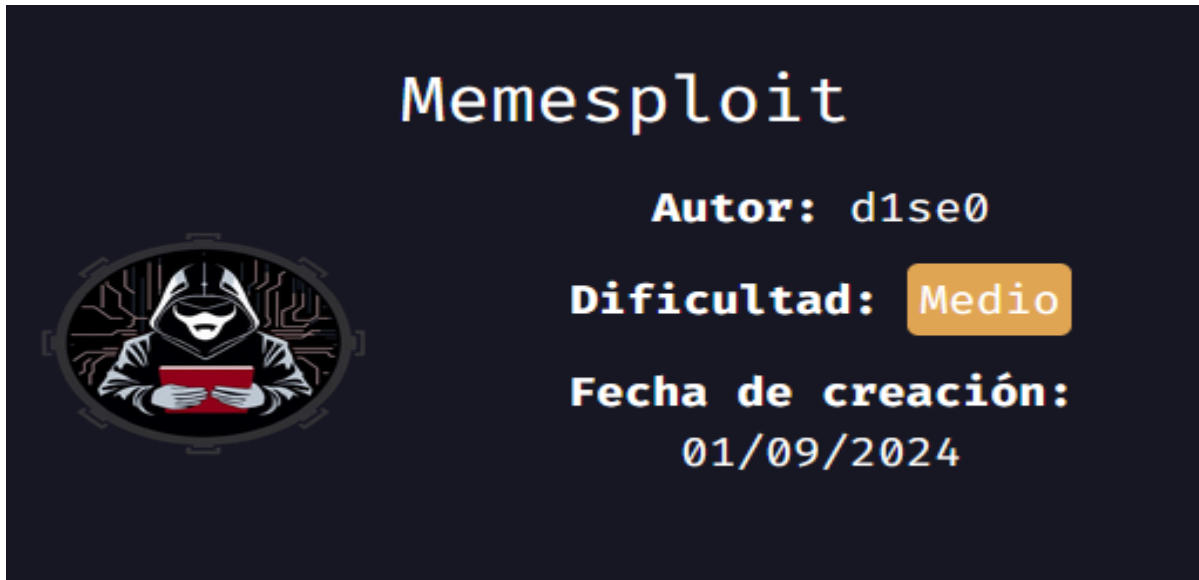 Memesploit
Autor: d1se0
Dificultad: Medio
Fecha de creación:
01/09/2024